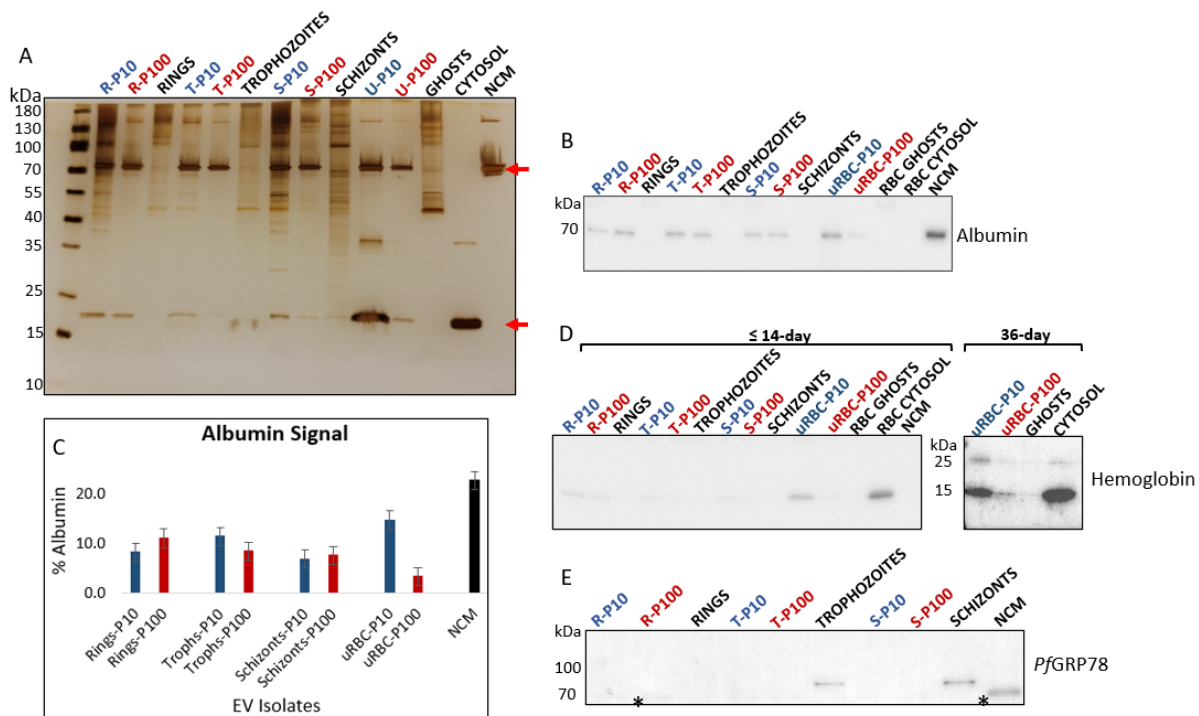 A
kDa
R-P10
R-P100
RINGS
T-P10
T-P100
TROPHOZOITES
S-P10
S-P100
SCHIZONTS
U-P10
U-P100
GHOSTS
CYTOSOL
NCM
180
130
100
70
55
40
35
25
15
10
B
R-P10
R-P100
RINGS
T-P10
T-P100
TROPHOZOITES
S-P10
S-P100
SCHIZONTS
uRBC-P10
uRBC-P100
RBC GHOSTS
RBC CYTOSOL
NCM
kDa
70
Albumin
C
Albumin Signal
% Albumin
20.0
10.0
0.0
Rings-P10
Rings-P100
Trophs-P10
Trophs-P100
Schizonts-P10
Schizonts-P100
uRBC-P10
uRBC-P100
NCM
EV Isolates
D
≤ 14-day
36-day
R-P10
R-P100
RINGS
T-P10
T-P100
TROPHOZOITES
S-P10
S-P100
SCHIZONTS
uRBC-P10
uRBC-P100
RBC GHOSTS
RBC CYTOSOL
NCM
uRBC-P10
uRBC-P100
GHOSTS
CYTOSOL
kDa
25
15
Hemoglobin
E
R-P10
R-P100
RINGS
T-P10
T-P100
TROPHOZOITES
S-P10
S-P100
SCHIZONTS
NCM
kDa
100
70
*
*
PfGRP78